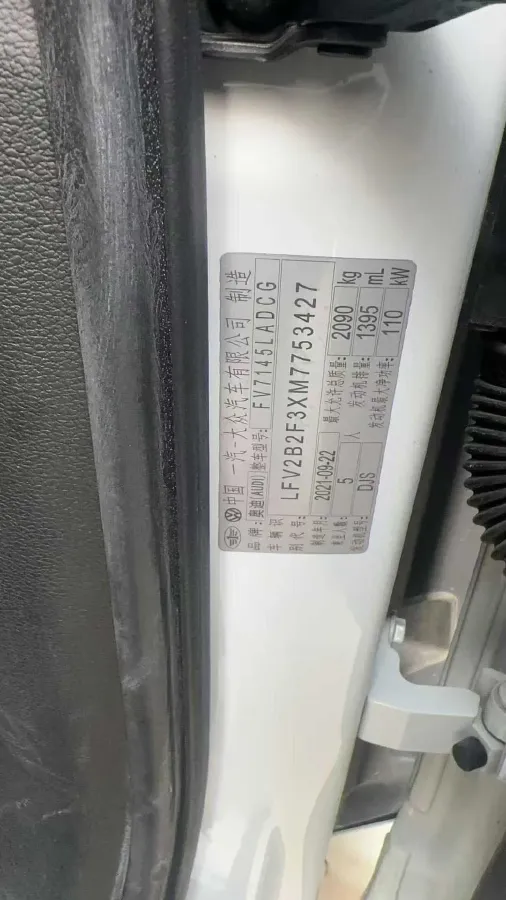 中国 一汽-大众汽车有限公司 制造
品牌：奥迪(AUDI) 整车型号： FV7145LADCG
车辆识别代号： LFV2B2F3XM7753427
制造年月： 2021-09-22 最大允许总质量： 2090 kg
乘坐人数： 5 人 发动机排量： 1395 mL
发动机型号： DJS 发动机最大净功率： 110 kW